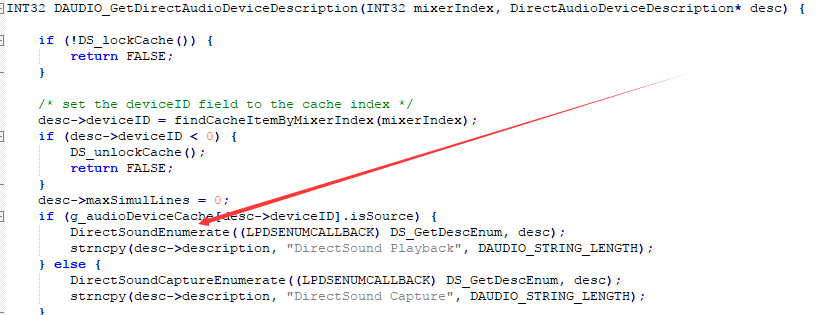 INT32 DAUDIO_GetDirectAudioDeviceDescription(INT32 mixerIndex, DirectAudioDeviceDescription* desc) {
if (!DS_lockCache()) {
return FALSE;
}
/* set the deviceID field to the cache index */
desc->deviceID = findCacheItemByMixerIndex(mixerIndex);
if (desc->deviceID < 0) {
DS_unlockCache();
return FALSE;
}
desc->maxSimulLines = 0;
if (g_audioDeviceCache[desc->deviceID].isSource) {
DirectSoundEnumerate((LPDSENUMCALLBACK) DS_GetDescEnum, desc);
strncpy(desc->description, "DirectSound Playback", DAUDIO_STRING_LENGTH);
} else {
DirectSoundCaptureEnumerate((LPDSENUMCALLBACK) DS_GetDescEnum, desc);
strncpy(desc->description, "DirectSound Capture", DAUDIO_STRING_LENGTH);
}